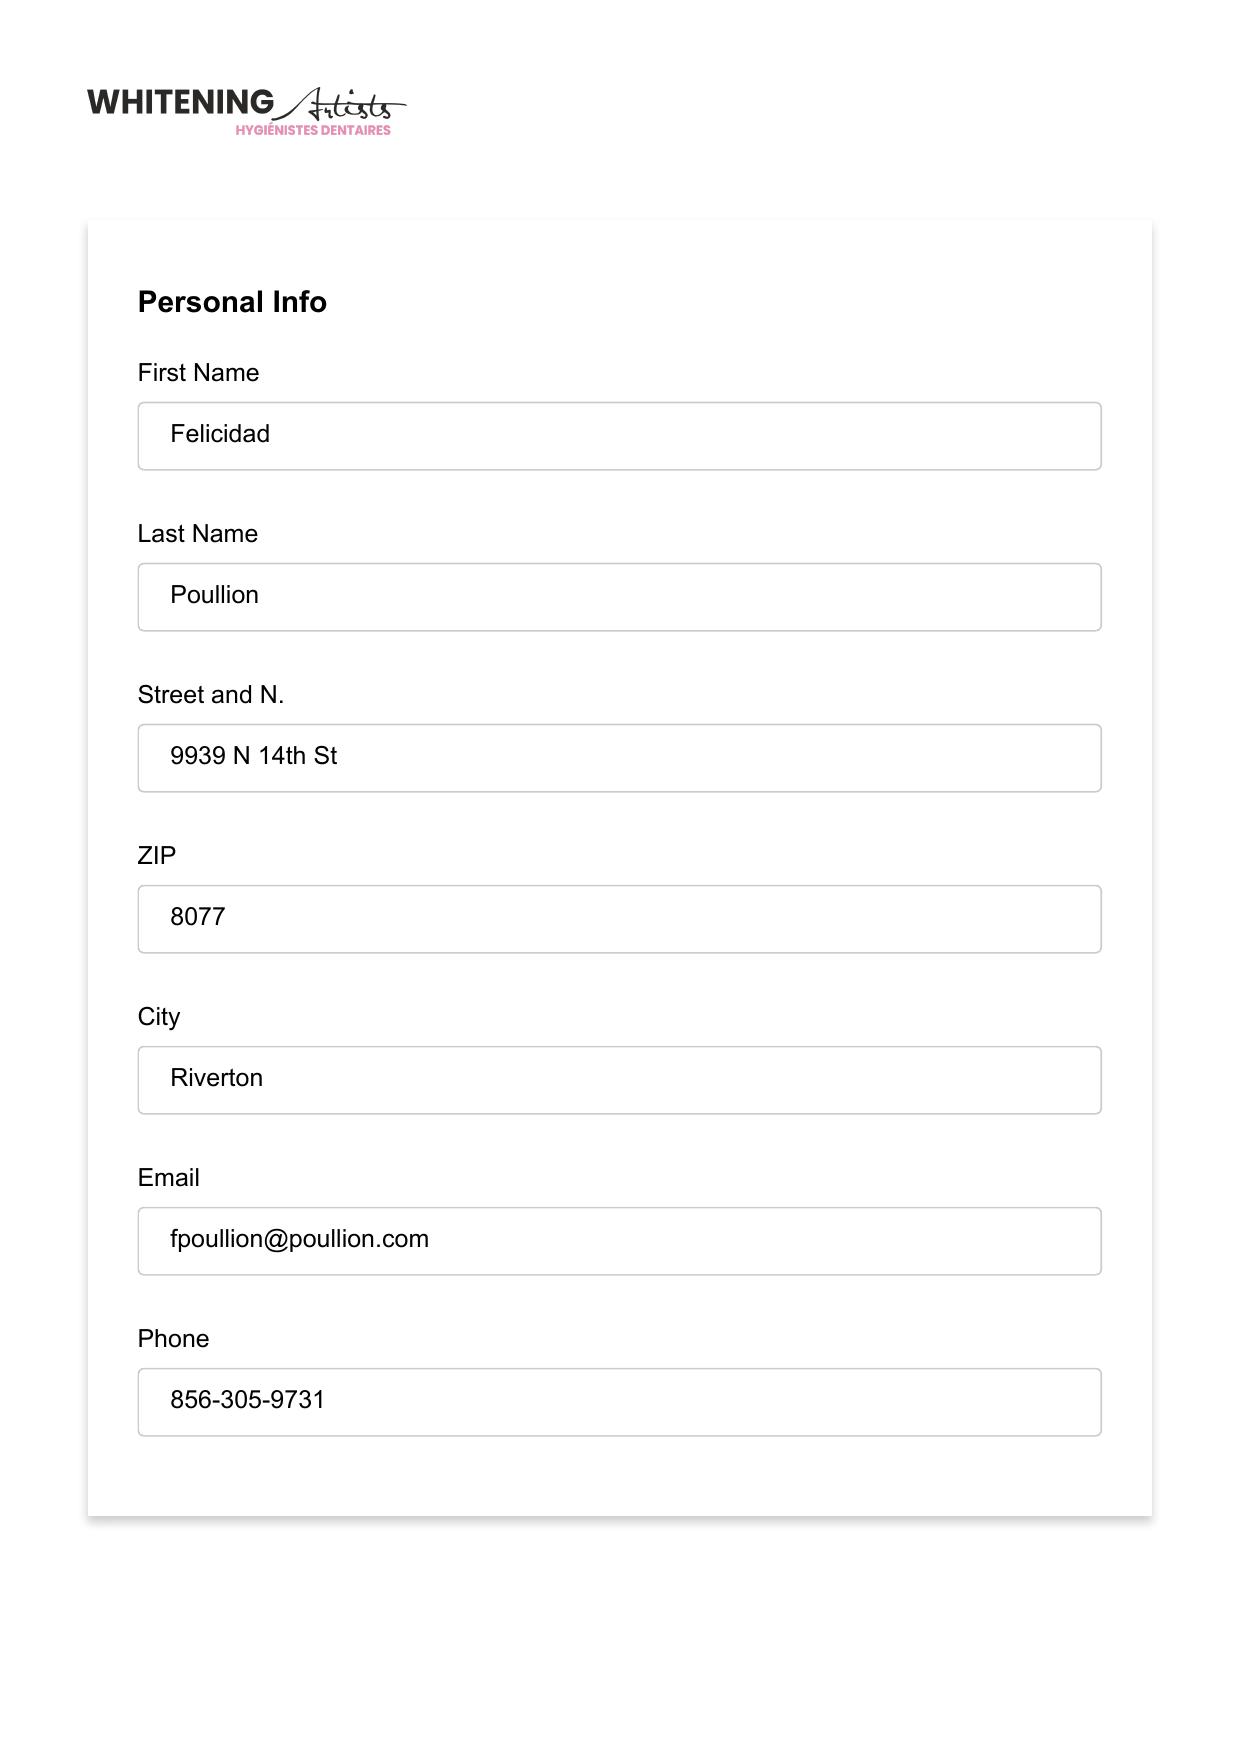 WHITENING Artists
HYGIÉNISTES DENTAIRES
Personal Info
First Name
Felicidad
Last Name
Poullion
Street and N.
9939 N 14th St
ZIP
8077
City
Riverton
Email
fpoullion@poullion.com
Phone
856-305-9731